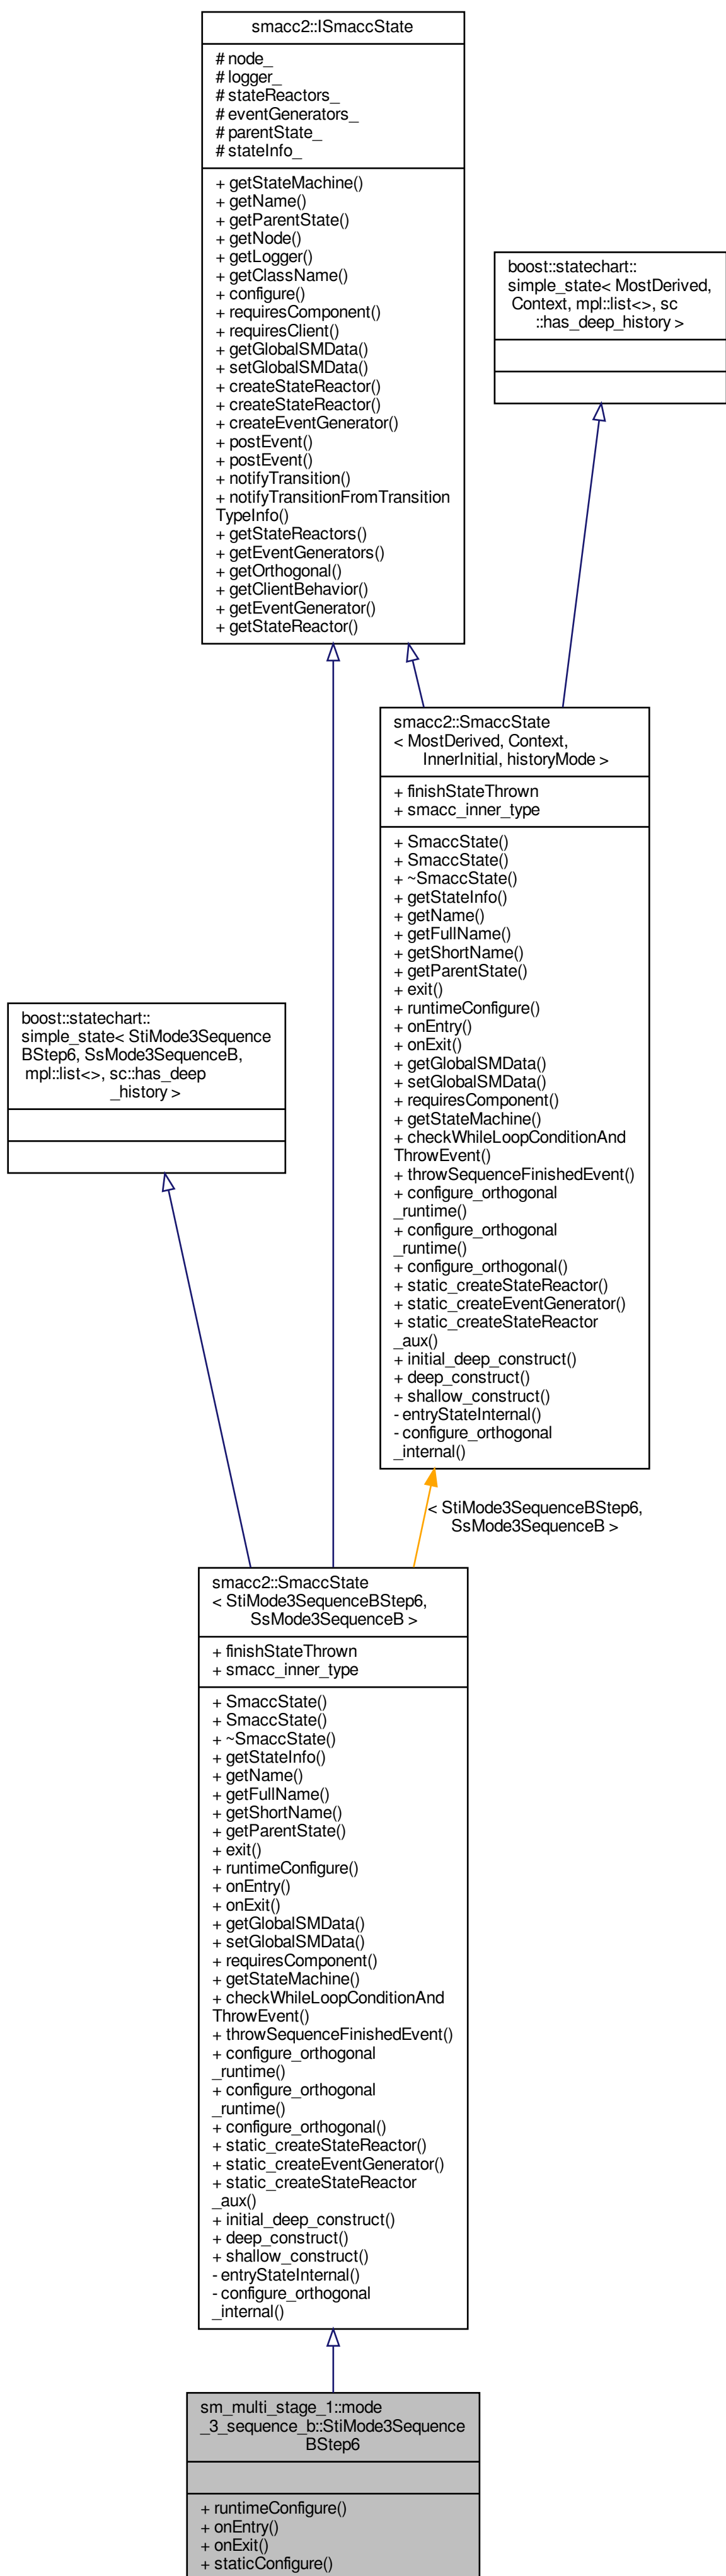 smacc2::ISmaccState
# node_
# logger_
# stateReactors_
# eventGenerators_
# parentState_
# stateInfo_
+ getStateMachine()
+ getName()
+ getParentState()
+ getNode()
+ getLogger()
+ getClassName()
+ configure()
+ requiresComponent()
+ requiresClient()
+ getGlobalSMData()
+ setGlobalSMData()
+ createStateReactor()
+ createStateReactor()
+ createEventGenerator()
+ postEvent()
+ postEvent()
+ notifyTransition()
+ notifyTransitionFromTransition
TypeInfo()
+ getStateReactors()
+ getEventGenerators()
+ getOrthogonal()
+ getClientBehavior()
+ getEventGenerator()
+ getStateReactor()
boost::statechart::
simple_state< MostDerived,
Context, mpl::list<>, sc
::has_deep_history >
smacc2::SmaccState
< MostDerived, Context,
InnerInitial, historyMode >
+ finishStateThrown
+ smacc_inner_type
+ SmaccState()
+ SmaccState()
+ ~SmaccState()
+ getStateInfo()
+ getName()
+ getFullName()
+ getShortName()
+ getParentState()
+ exit()
+ runtimeConfigure()
+ onEntry()
+ onExit()
+ getGlobalSMData()
+ setGlobalSMData()
+ requiresComponent()
+ getStateMachine()
+ checkWhileLoopConditionAnd
ThrowEvent()
+ throwSequenceFinishedEvent()
+ configure_orthogonal
_runtime()
+ configure_orthogonal
_runtime()
+ configure_orthogonal()
+ static_createStateReactor()
+ static_createEventGenerator()
+ static_createStateReactor
_aux()
+ initial_deep_construct()
+ deep_construct()
+ shallow_construct()
- entryStateInternal()
- configure_orthogonal
_internal()
boost::statechart::
simple_state< StiMode3Sequence
BStep6, SsMode3SequenceB,
mpl::list<>, sc::has_deep
_history >
< StiMode3SequenceBStep6,
SsMode3SequenceB >
smacc2::SmaccState
< StiMode3SequenceBStep6,
SsMode3SequenceB >
+ finishStateThrown
+ smacc_inner_type
+ SmaccState()
+ SmaccState()
+ ~SmaccState()
+ getStateInfo()
+ getName()
+ getFullName()
+ getShortName()
+ getParentState()
+ exit()
+ runtimeConfigure()
+ onEntry()
+ onExit()
+ getGlobalSMData()
+ setGlobalSMData()
+ requiresComponent()
+ getStateMachine()
+ checkWhileLoopConditionAnd
ThrowEvent()
+ throwSequenceFinishedEvent()
+ configure_orthogonal
_runtime()
+ configure_orthogonal
_runtime()
+ configure_orthogonal()
+ static_createStateReactor()
+ static_createEventGenerator()
+ static_createStateReactor
_aux()
+ initial_deep_construct()
+ deep_construct()
+ shallow_construct()
- entryStateInternal()
- configure_orthogonal
_internal()
sm_multi_stage_1::mode
_3_sequence_b::StiMode3Sequence
BStep6
+ runtimeConfigure()
+ onEntry()
+ onExit()
+ staticConfigure()